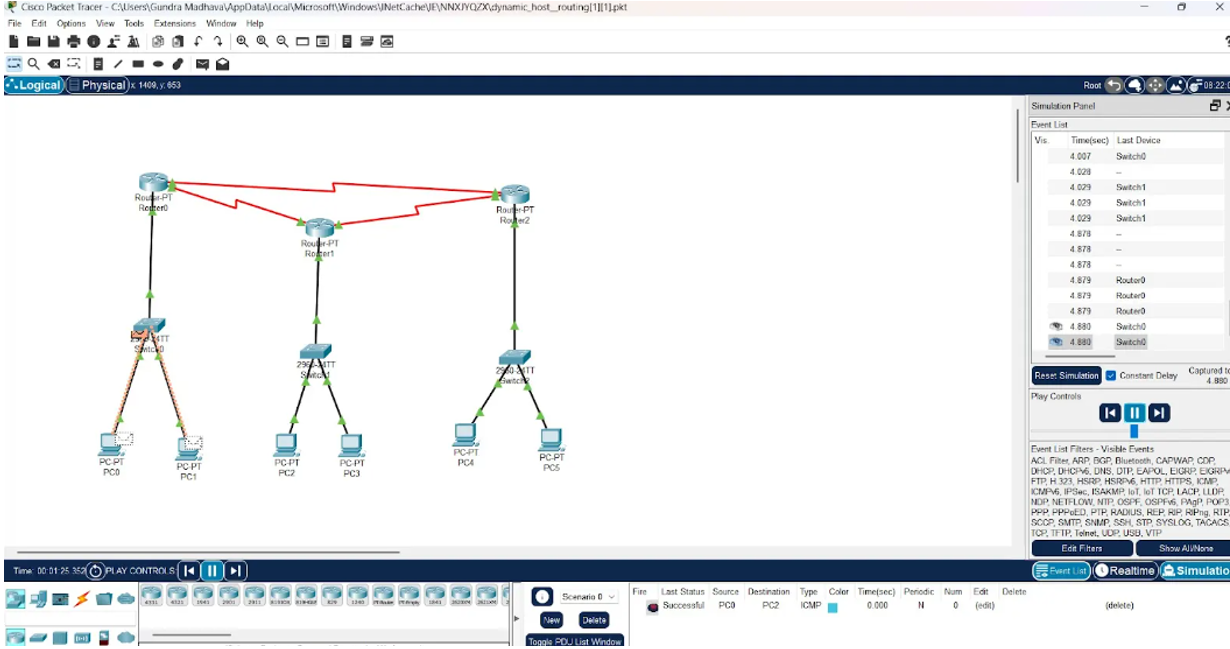 Cisco Packet Tracer - C:\Users\Gundra Madhava\AppData\Local\Microsoft\Windows\INetCache\IE\NNXJYQZX\dynamic_host__routing[1][1].pkt
File Edit Options View Tools Extensions Window Help
Logical Physical x: 1409, y: 653 Root 08:22:0
Simulation Panel
Event List
Vis. Time(sec) Last Device
4.007 Switch0
4.028 --
4.029 Switch1
4.029 Switch1
4.029 Switch1
4.878 --
4.878 --
4.878 --
4.879 Router0
4.879 Router0
4.879 Router0
4.880 Switch0
4.880 Switch0
Reset Simulation Constant Delay Captured to
4.880
Play Controls
Event List Filters - Visible Events
ACL Filter, ARP, BGP, Bluetooth, CAPWAP, CDP,
DHCP, DHCPv6, DNS, DTP, EAPOL, EIGRP, EIGRPv
FTP, H.323, HSRP, HSRPv6, HTTP, HTTPS, ICMP,
ICMPv6, IPSec, ISAKMP, IoT, IoT TCP, LACP, LLDP,
NDP, NETFLOW, NTP, OSPF, OSPFv6, PAgP, POP3,
PPP, PPPoED, PTP, RADIUS, REP, RIP, RIPng, RTP,
SCCP, SMTP, SNMP, SSH, STP, SYSLOG, TACACS,
TCP, TFTP, Telnet, UDP, USB, VTP
Edit Filters Show All/None
Event List Realtime Simulatio
Router-PT
Router0
Router-PT
Router1
Router-PT
Router2
Switch0
Switch1
Switch2
PC-PT
PC0
PC-PT
PC1
PC-PT
PC2
PC-PT
PC3
PC-PT
PC4
PC-PT
PC5
Time: 00:01:25.352 PLAY CONTROLS:
4331 4321 1941 2901 2911 819IOX 819HGW 829 1240 1841 2620XM 2621XM
Scenario 0
New Delete
Toggle PDU List Window
Fire Last Status Source Destination Type Color Time(sec) Periodic Num Edit Delete
Successful PC0 PC2 ICMP 0.000 N 0 (edit) (delete)